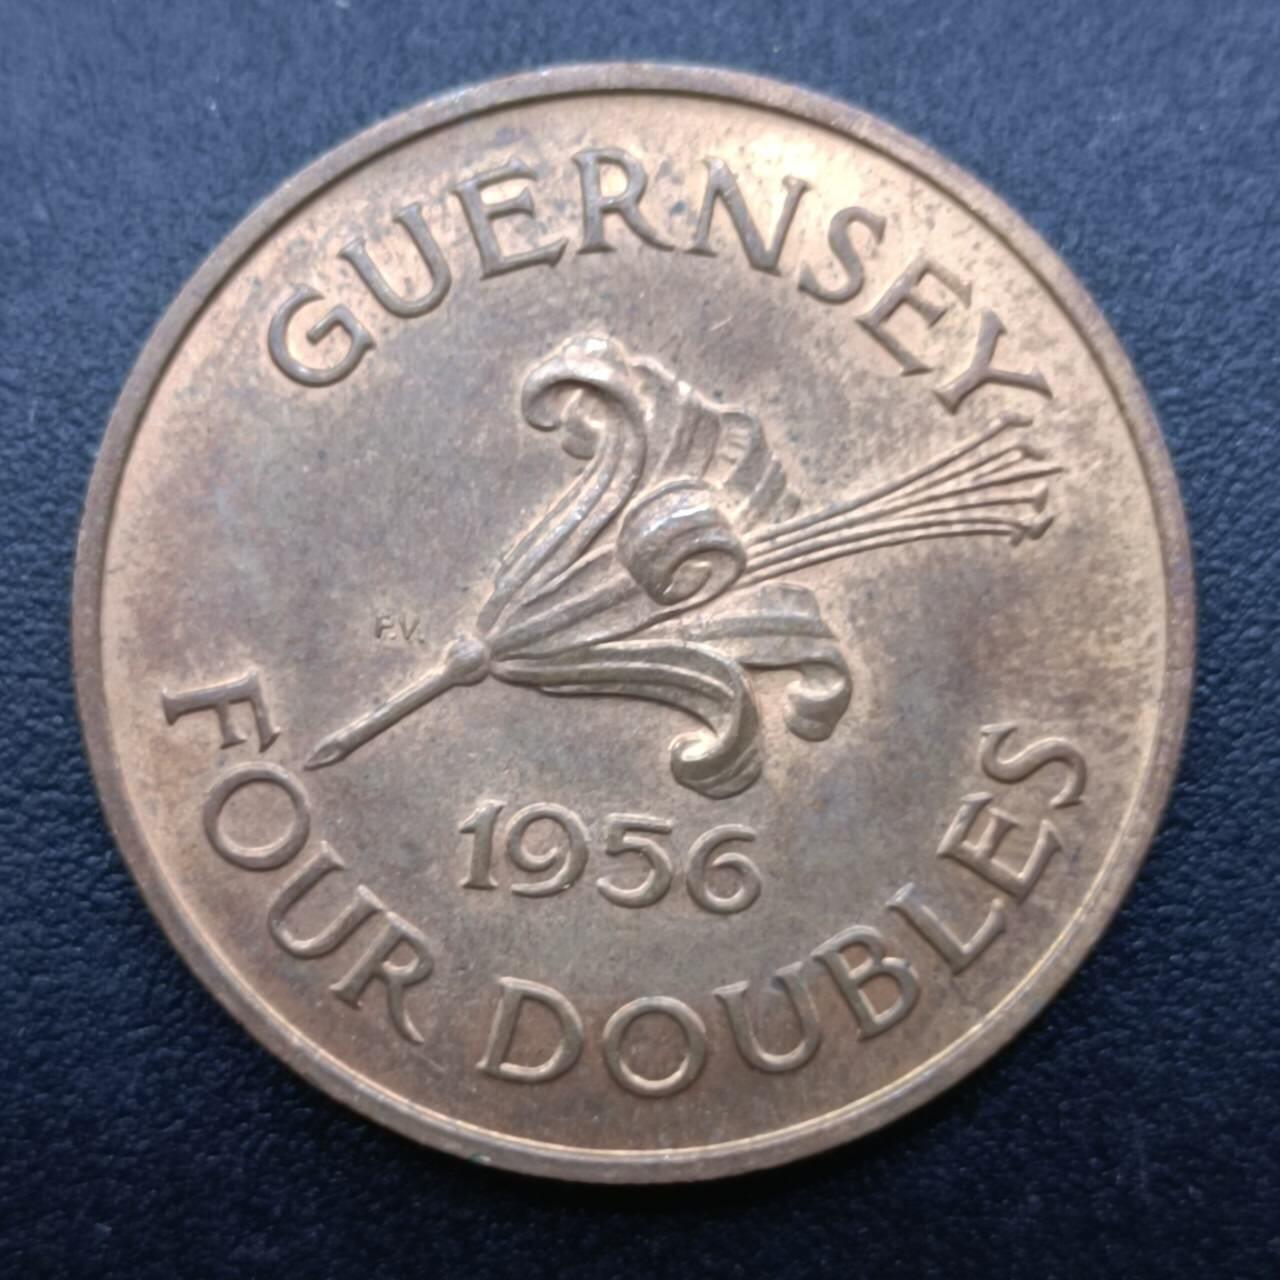 GUERNSEY
P.V.
1956
FOUR DOUBLES